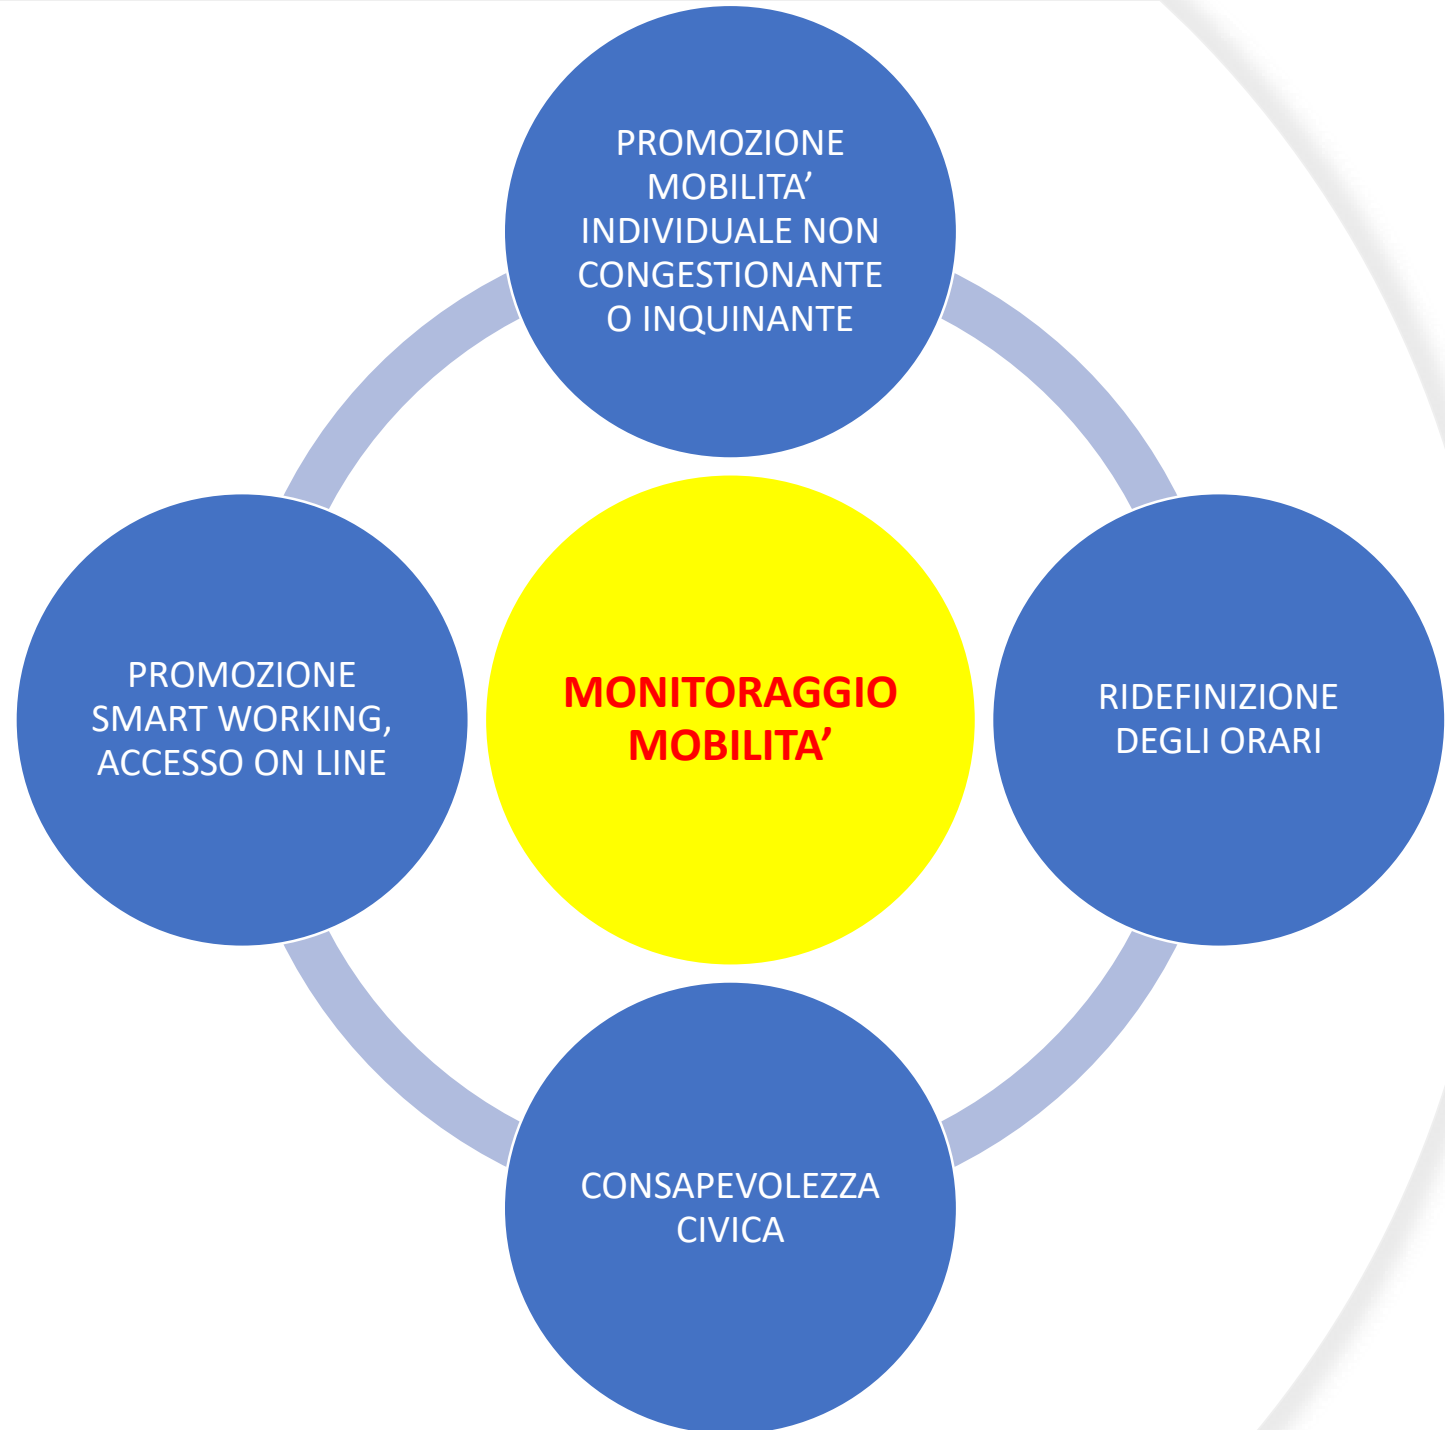 PROMOZIONE
MOBILITA’
INDIVIDUALE NON
CONGESTIONANTE
O INQUINANTE
PROMOZIONE
SMART WORKING,
ACCESSO ON LINE
MONITORAGGIO
MOBILITA’
RIDEFINIZIONE
DEGLI ORARI
CONSAPEVOLEZZA
CIVICA